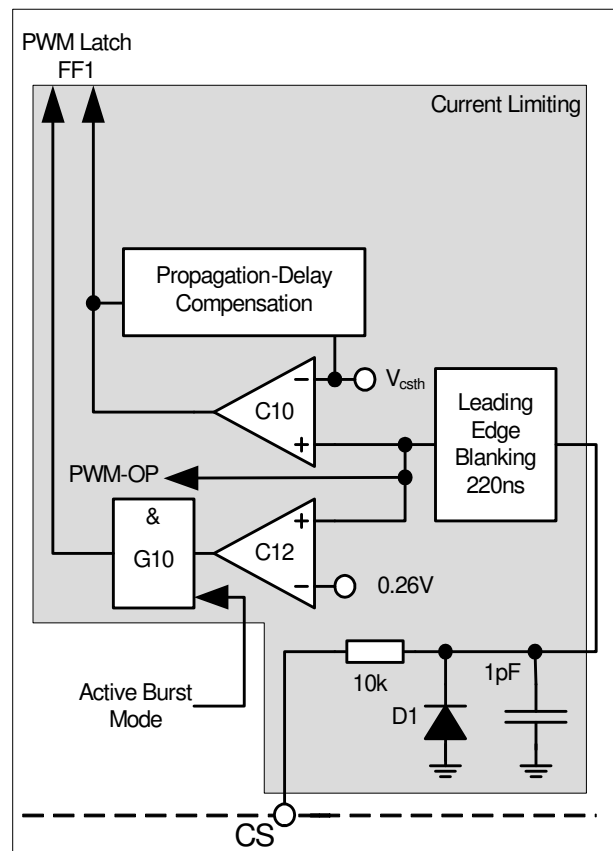 PWM Latch
FF1
Current Limiting
Propagation-Delay
Compensation
Vcsth
C10
Leading
Edge
Blanking
220ns
PWM-OP
&
G10
C12
0.26V
10k
1pF
Active Burst
Mode
D1
CS